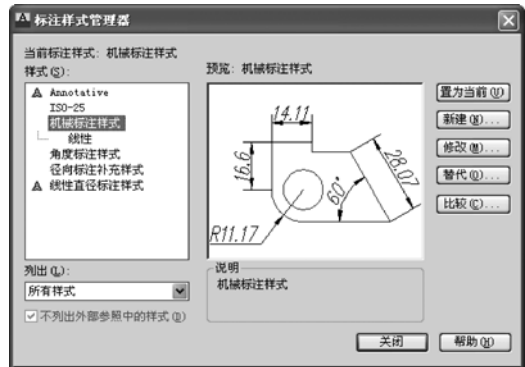 标注样式管理器
当前标注样式: 机械标注样式
样式(S):
Annotative
ISO-25
机械标注样式
线性
角度标注样式
径向标注补充样式
线性直径标注样式
列出(L):
所有样式
不列出外部参照中的样式(D)
预览: 机械标注样式
14.11
16.6
28.07
60°
R11.17
说明
机械标注样式
置为当前(U)
新建(N)...
修改(M)...
替代(O)...
比较(C)...
关闭
帮助(H)